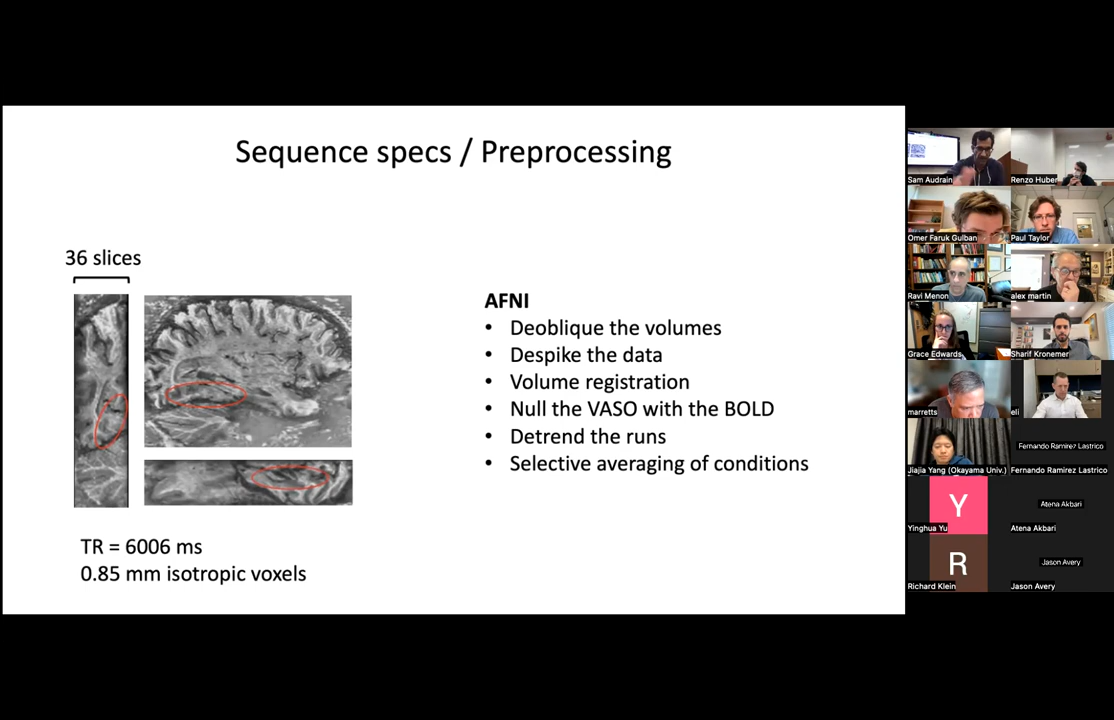 Sequence specs / Preprocessing
36 slices
TR = 6006 ms
0.85 mm isotropic voxels
AFNI
• Deoblique the volumes
• Despike the data
• Volume registration
• Null the VASO with the BOLD
• Detrend the runs
• Selective averaging of conditions
Sam Audrain
Renzo Huber
Omer Faruk Gulban
Paul Taylor
Ravi Menon
alex martin
Grace Edwards
Sharif Kronemer
marretts
eli
Jiajia Yang (Okayama Univ.)
Fernando Ramirez Lastrico
Fernando Ramirez Lastrico
Y
Yinghua Yu
Atena Akbari
Atena Akbari
R
Richard Klein
Jason Avery
Jason Avery